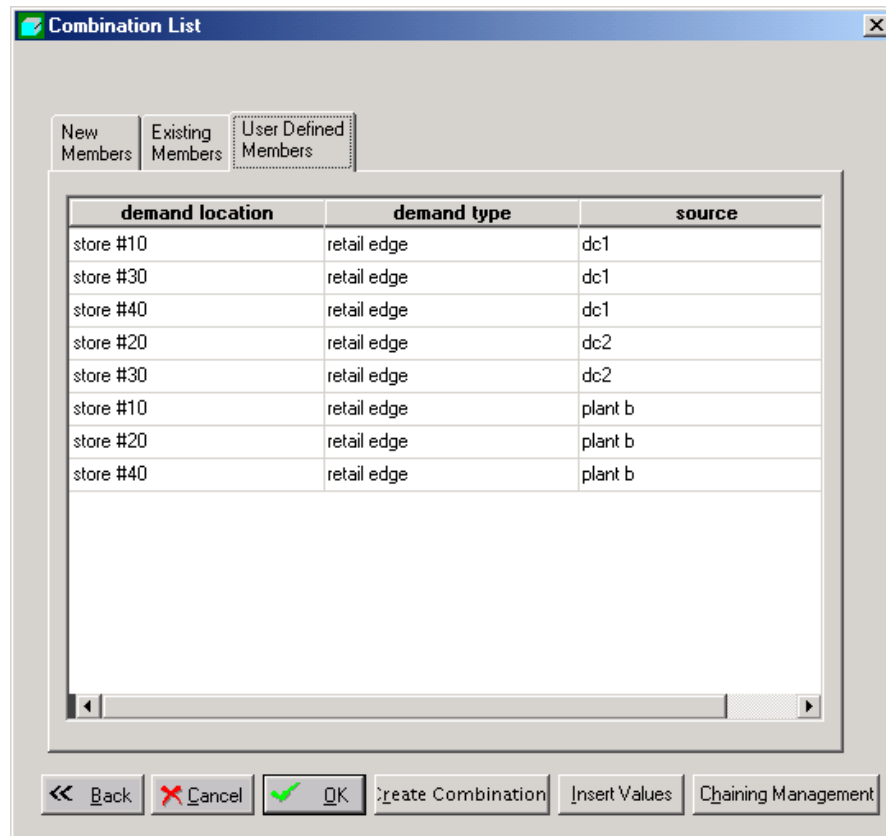 Combination List
New Members
Existing Members
User Defined Members
demand location demand type source
store #10 retail edge dc1
store #30 retail edge dc1
store #40 retail edge dc1
store #20 retail edge dc2
store #30 retail edge dc2
store #10 retail edge plant b
store #20 retail edge plant b
store #40 retail edge plant b
Back Cancel OK Create Combination Insert Values Chaining Management